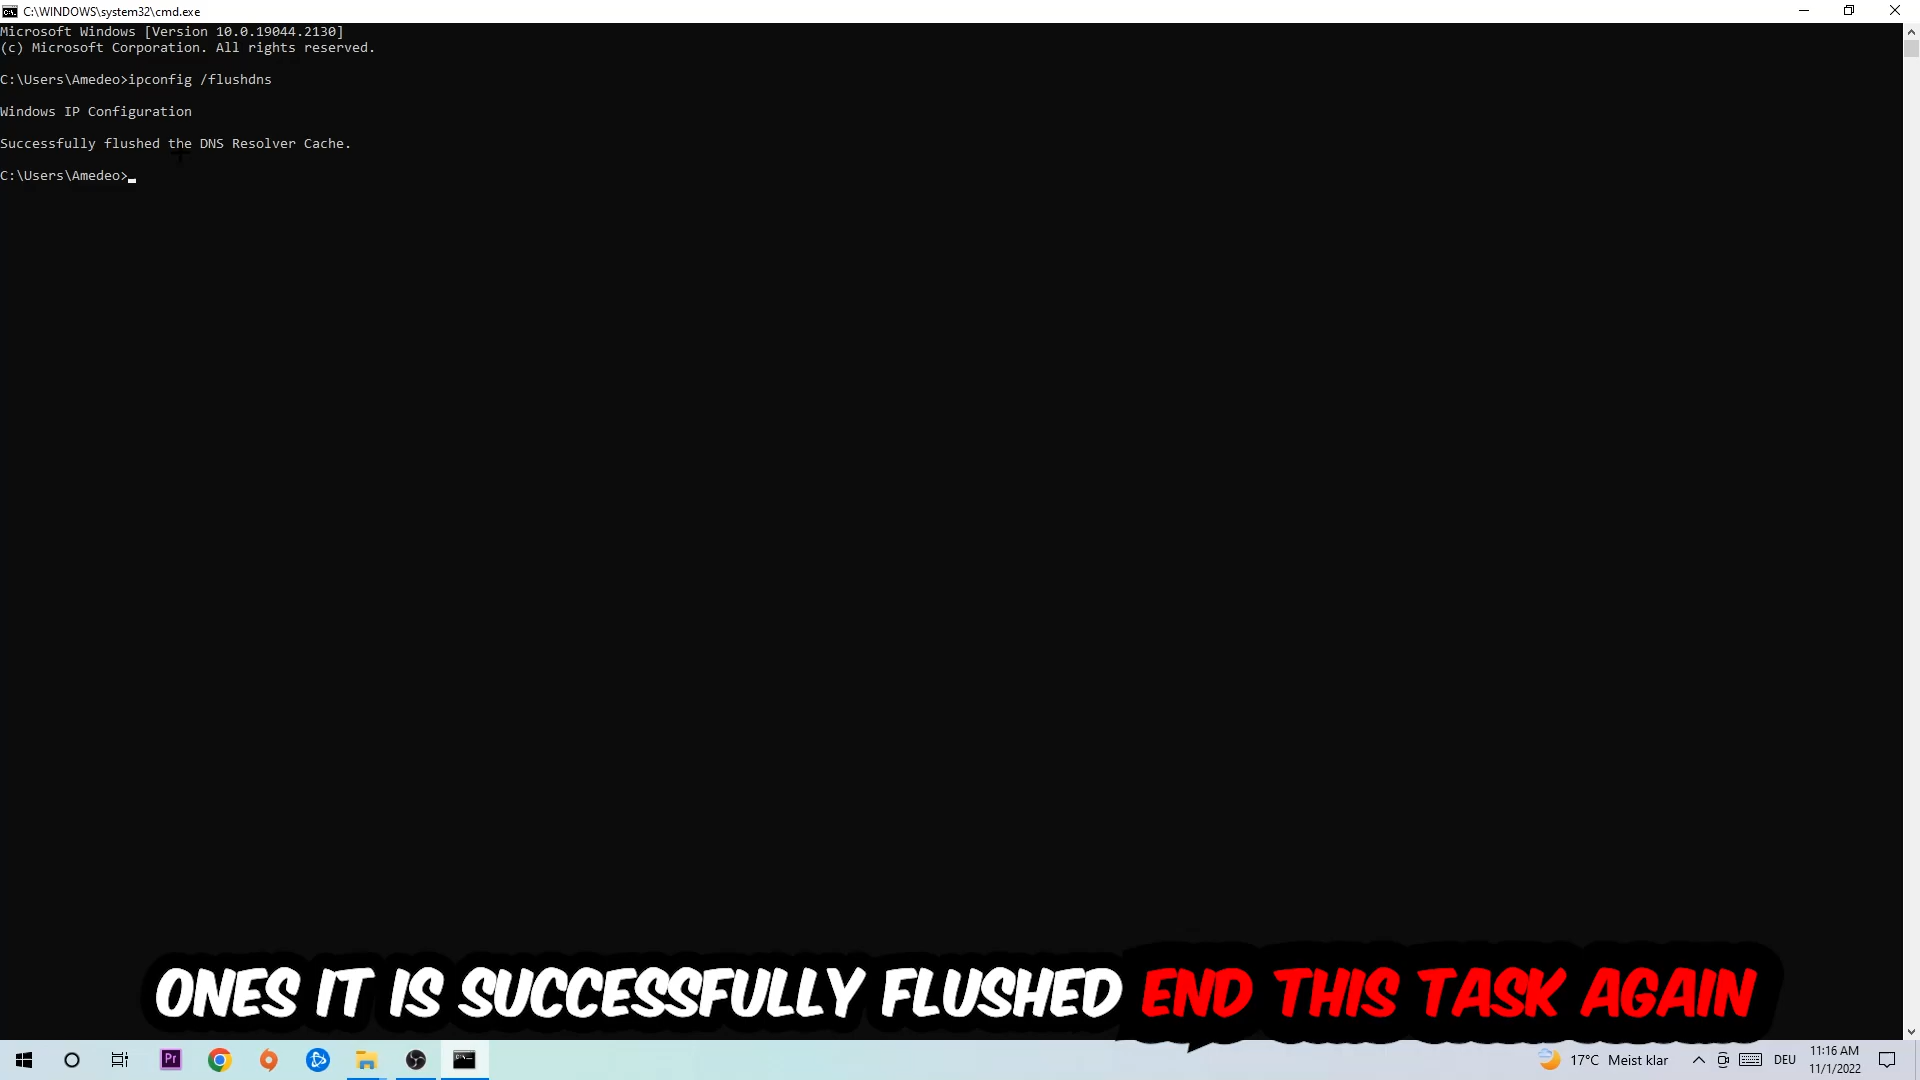 C:\WINDOWS\system32\cmd.exe
Microsoft Windows [Version 10.0.19044.2130]
(c) Microsoft Corporation. All rights reserved.
C:\Users\Amedeo>ipconfig /flushdns
Windows IP Configuration
Successfully flushed the DNS Resolver Cache.
C:\Users\Amedeo>
ONES IT IS SUCCESSFULLY FLUSHED END THIS TASK AGAIN
Pr
17°C Meist klar
DEU
11:16 AM
11/1/2022